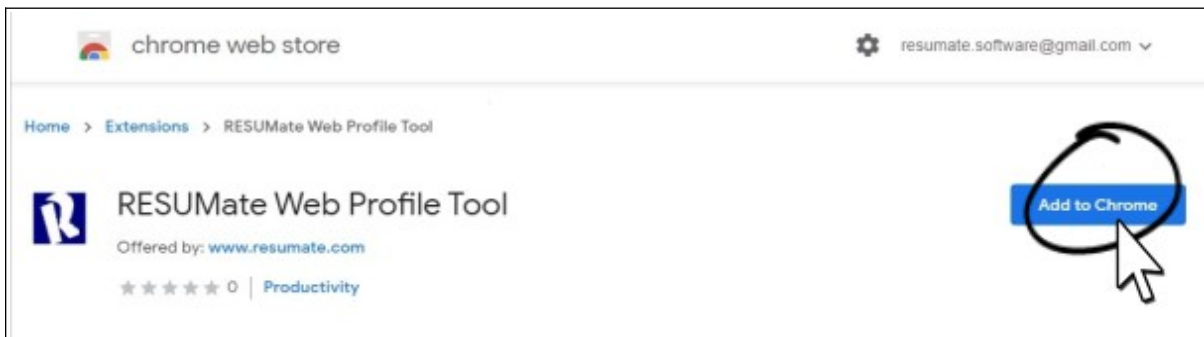 chrome web store
resumate.software@gmail.com
Home > Extensions > RESUMate Web Profile Tool
RESUMate Web Profile Tool
Add to Chrome
Offered by: www.resumate.com
0 | Productivity